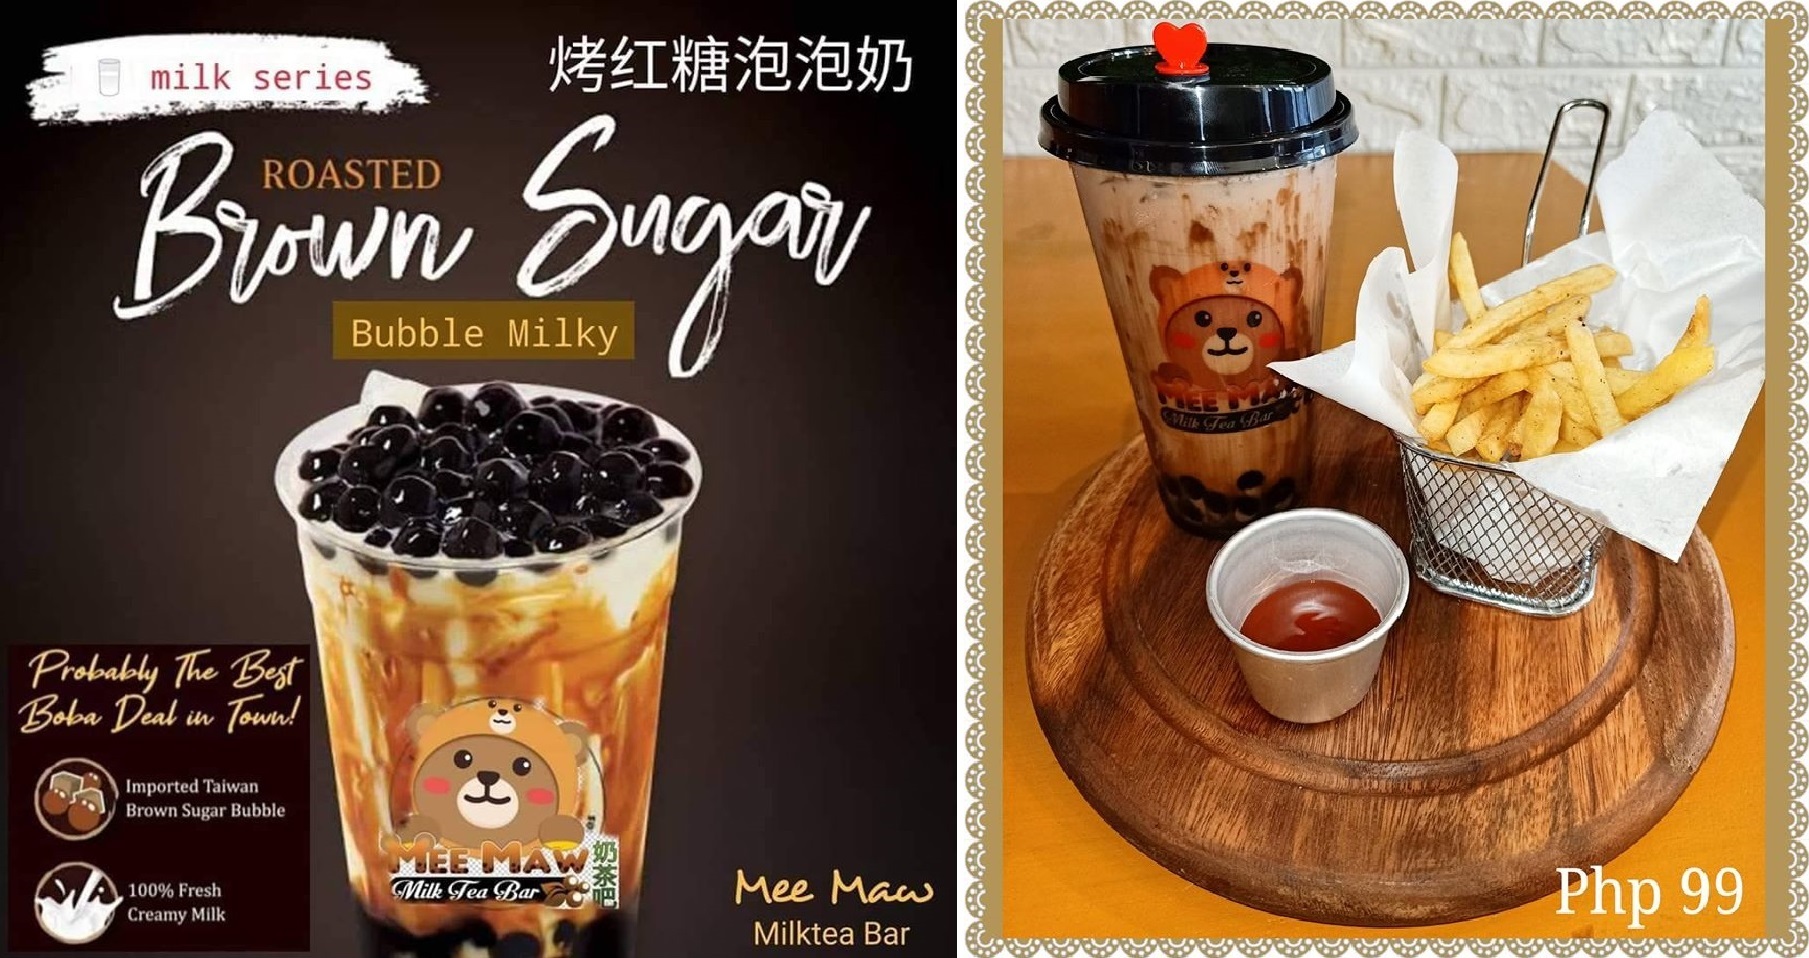 milk series
烤红糖泡泡奶
ROASTED
Brown Sugar
Bubble Milky
Probably The Best
Boba Deal in Town!
Imported Taiwan
Brown Sugar Bubble
100% Fresh
Creamy Milk
MEE MAW
Milk Tea Bar
奶茶吧
Mee Maw
Milktea Bar
MEE MAW
Milk Tea Bar
Php 99